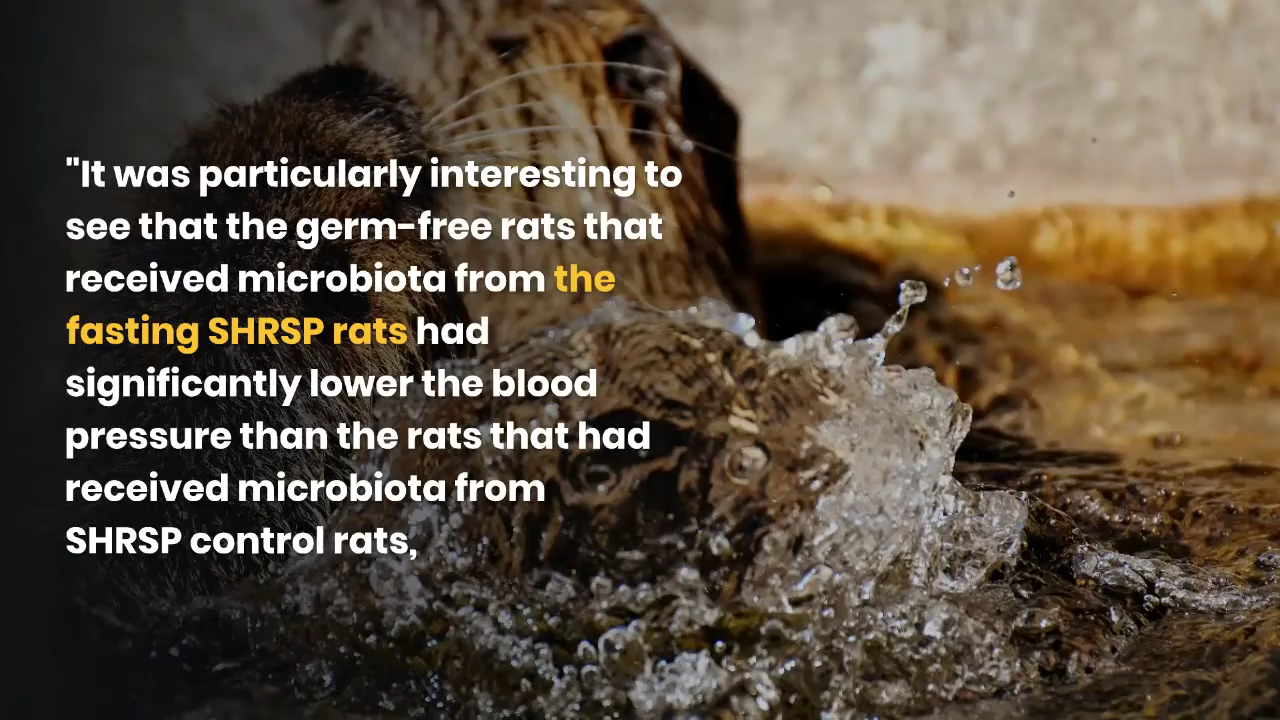 "It was particularly interesting to
see that the germ-free rats that
received microbiota from the
fasting SHRSP rats had
significantly lower the blood
pressure than the rats that had
received microbiota from
SHRSP control rats,